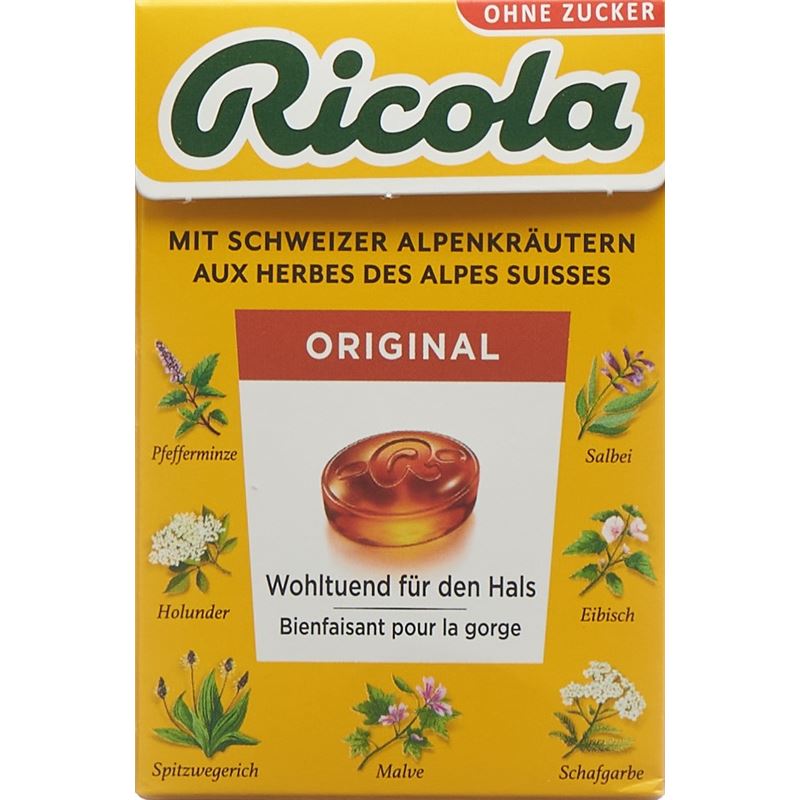 OHNE ZUCKER
Ricola
MIT SCHWEIZER ALPENKRÄUTERN
AUX HERBES DES ALPES SUISSES
ORIGINAL
Pfefferminze
Salbei
Wohltuend für den Hals
Bienfaisant pour la gorge
Holunder
Eibisch
Spitzwegerich
Malve
Schafgarbe